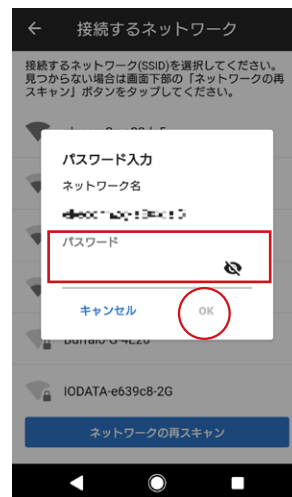 接続するネットワーク
接続するネットワーク(SSID)を選択してください。
見つからない場合は画面下部の「ネットワークの再
スキャン」ボタンをタップしてください。
パスワード入力
ネットワーク名
パスワード
キャンセル
OK
IODATA-e639c8-2G
ネットワークの再スキャン